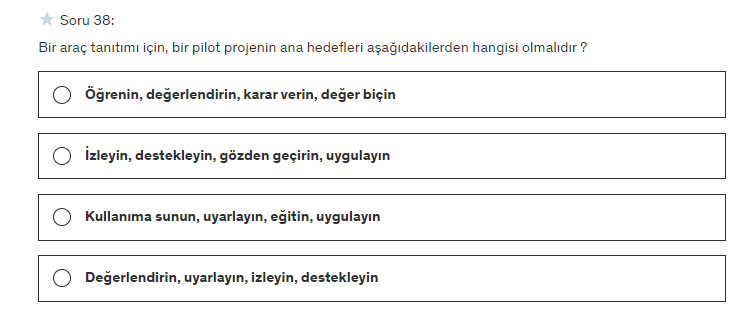 Soru 38:
Bir araç tanıtımı için, bir pilot projenin ana hedefleri aşağıdakilerden hangisi olmalıdır ?
Öğrenin, değerlendirin, karar verin, değer biçin
İzleyin, destekleyin, gözden geçirin, uygulayın
Kullanıma sunun, uyarlayın, eğitin, uygulayın
Değerlendirin, uyarlayın, izleyin, destekleyin